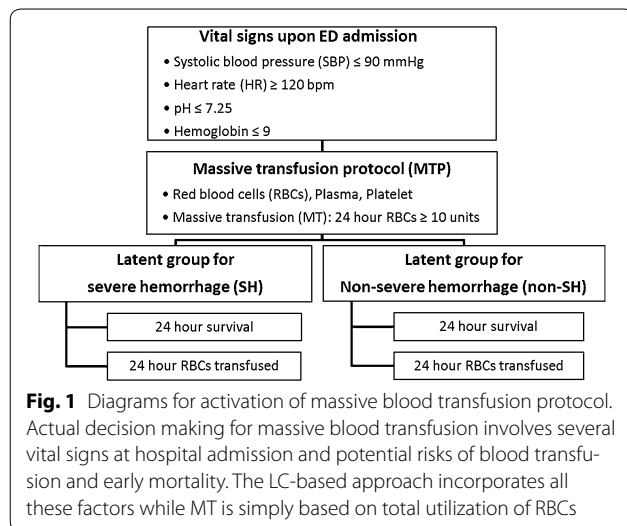 Vital signs upon ED admission
• Systolic blood pressure (SBP) ≤ 90 mmHg
• Heart rate (HR) ≥ 120 bpm
• pH ≤ 7.25
• Hemoglobin ≤ 9
Massive transfusion protocol (MTP)
• Red blood cells (RBCs), Plasma, Platelet
• Massive transfusion (MT): 24 hour RBCs ≥ 10 units
Latent group for
severe hemorrhage (SH)
24 hour survival
24 hour RBCs transfused
Latent group for
Non-severe hemorrhage (non-SH)
24 hour survival
24 hour RBCs transfused
Fig. 1 Diagrams for activation of massive blood transfusion protocol.
Actual decision making for massive blood transfusion involves several
vital signs at hospital admission and potential risks of blood transfu-
sion and early mortality. The LC-based approach incorporates all
these factors while MT is simply based on total utilization of RBCs